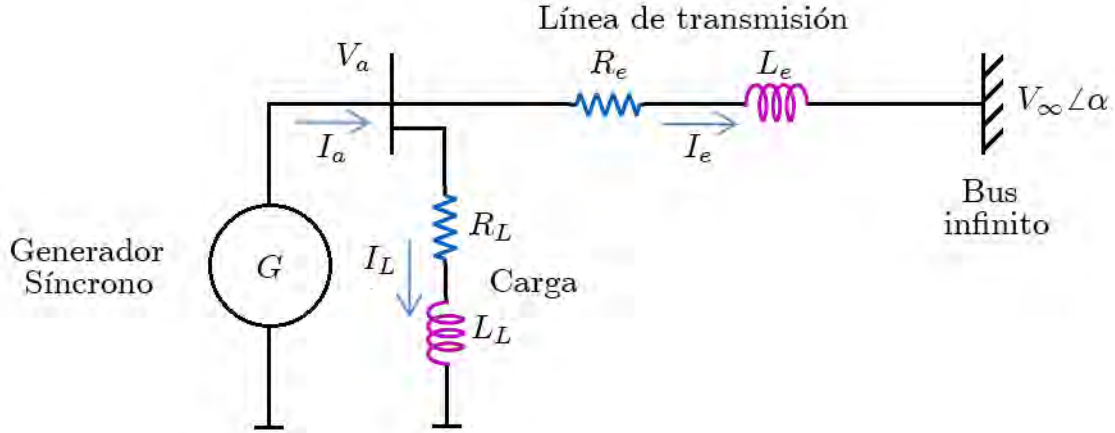 Línea de transmisión
V_a
R_e
L_e
V_∞∠α
I_a
I_e
Bus
infinito
Generador
Síncrono
G
I_L
R_L
Carga
L_L